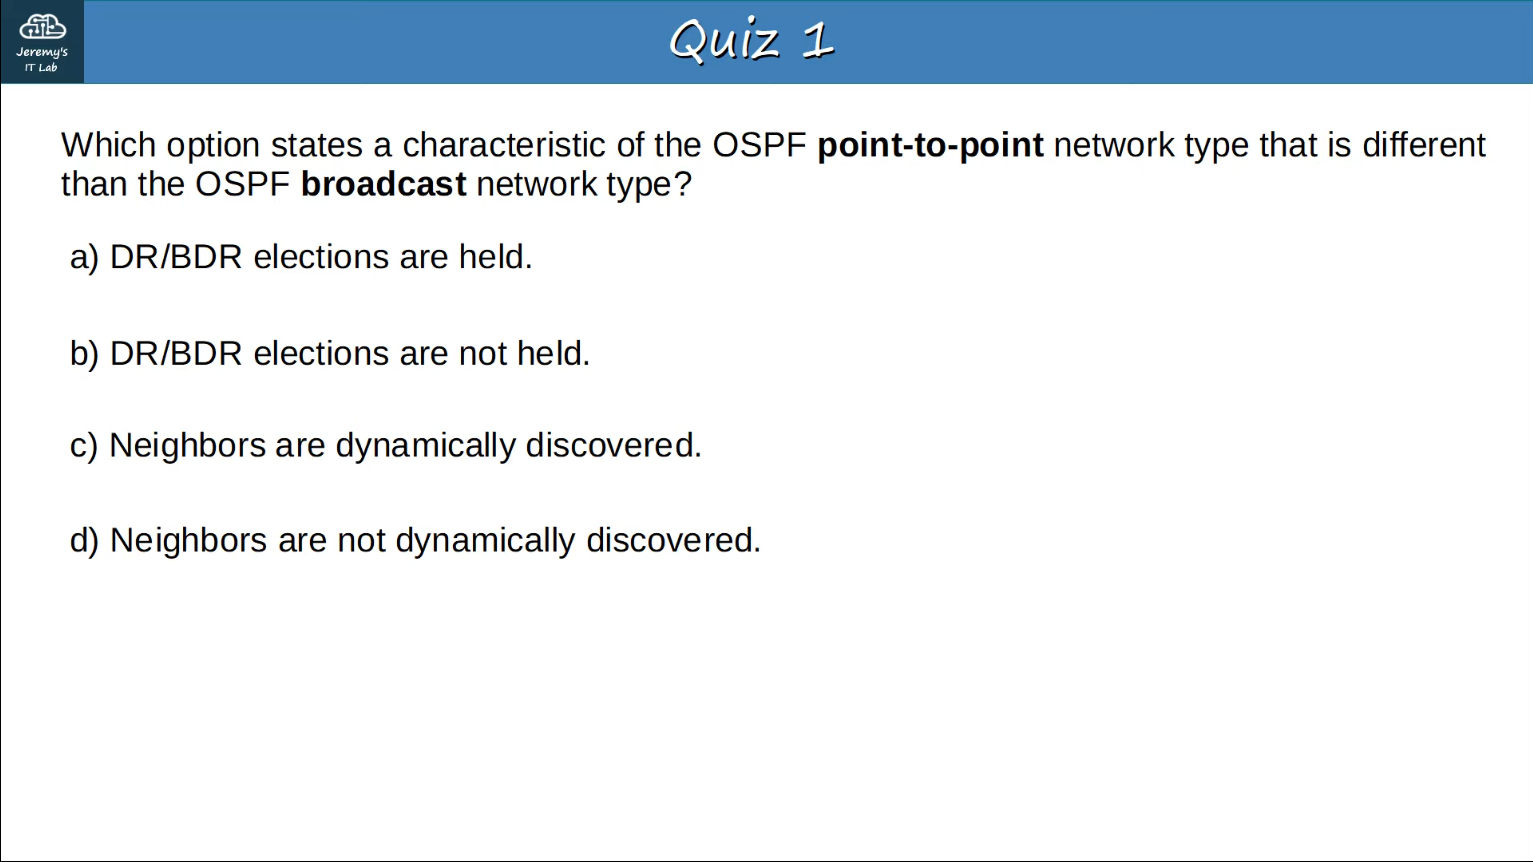 Jeremy's
IT Lab
Quiz 1
Which option states a characteristic of the OSPF point-to-point network type that is different
than the OSPF broadcast network type?
a) DR/BDR elections are held.
b) DR/BDR elections are not held.
c) Neighbors are dynamically discovered.
d) Neighbors are not dynamically discovered.